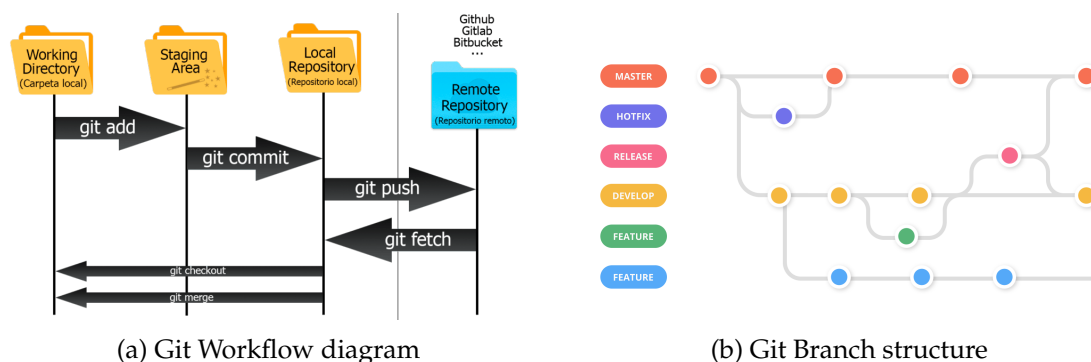 Working
Directory
(Carpeta local)
Staging
Area
Local
Repository
(Repositorio local)
Github
Gitlab
Bitbucket
...
Remote
Repository
(Repositorio remoto)
git add
git commit
git push
git fetch
git checkout
git merge
(a) Git Workflow diagram
MASTER
HOTFIX
RELEASE
DEVELOP
FEATURE
FEATURE
(b) Git Branch structure